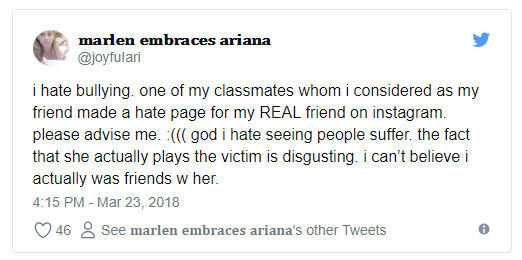 marlen embraces ariana
@joyfulari
i hate bullying. one of my classmates whom i considered as my
friend made a hate page for my REAL friend on instagram.
please advise me. :((( god i hate seeing people suffer. the fact
that she actually plays the victim is disgusting. i can’t believe i
actually was friends w her.
4:15 PM - Mar 23, 2018
46 See marlen embraces ariana's other Tweets